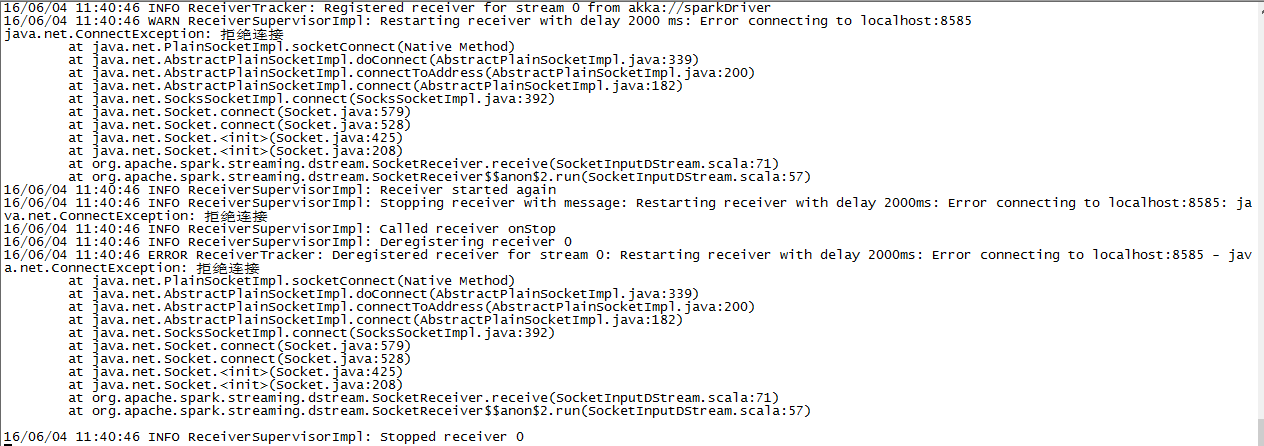 16/06/04 11:40:46 INFO ReceiverTracker: Registered receiver for stream 0 from akka://sparkDriver
16/06/04 11:40:46 WARN ReceiverSupervisorImpl: Restarting receiver with delay 2000 ms: Error connecting to localhost:8585
java.net.ConnectException: 拒绝连接
        at java.net.PlainSocketImpl.socketConnect(Native Method)
        at java.net.AbstractPlainSocketImpl.doConnect(AbstractPlainSocketImpl.java:339)
        at java.net.AbstractPlainSocketImpl.connectToAddress(AbstractPlainSocketImpl.java:200)
        at java.net.AbstractPlainSocketImpl.connect(AbstractPlainSocketImpl.java:182)
        at java.net.SocksSocketImpl.connect(SocksSocketImpl.java:392)
        at java.net.Socket.connect(Socket.java:579)
        at java.net.Socket.connect(Socket.java:528)
        at java.net.Socket.<init>(Socket.java:425)
        at java.net.Socket.<init>(Socket.java:208)
        at org.apache.spark.streaming.dstream.SocketReceiver.receive(SocketInputDStream.scala:71)
        at org.apache.spark.streaming.dstream.SocketReceiver$$anon$2.run(SocketInputDStream.scala:57)
16/06/04 11:40:46 INFO ReceiverSupervisorImpl: Receiver started again
16/06/04 11:40:46 INFO ReceiverSupervisorImpl: Stopping receiver with message: Restarting receiver with delay 2000ms: Error connecting to localhost:8585: ja
va.net.ConnectException: 拒绝连接
16/06/04 11:40:46 INFO ReceiverSupervisorImpl: Called receiver onStop
16/06/04 11:40:46 INFO ReceiverSupervisorImpl: Deregistering receiver 0
16/06/04 11:40:46 ERROR ReceiverTracker: Deregistered receiver for stream 0: Restarting receiver with delay 2000ms: Error connecting to localhost:8585 - jav
a.net.ConnectException: 拒绝连接
        at java.net.PlainSocketImpl.socketConnect(Native Method)
        at java.net.AbstractPlainSocketImpl.doConnect(AbstractPlainSocketImpl.java:339)
        at java.net.AbstractPlainSocketImpl.connectToAddress(AbstractPlainSocketImpl.java:200)
        at java.net.AbstractPlainSocketImpl.connect(AbstractPlainSocketImpl.java:182)
        at java.net.SocksSocketImpl.connect(SocksSocketImpl.java:392)
        at java.net.Socket.connect(Socket.java:579)
        at java.net.Socket.connect(Socket.java:528)
        at java.net.Socket.<init>(Socket.java:425)
        at java.net.Socket.<init>(Socket.java:208)
        at org.apache.spark.streaming.dstream.SocketReceiver.receive(SocketInputDStream.scala:71)
        at org.apache.spark.streaming.dstream.SocketReceiver$$anon$2.run(SocketInputDStream.scala:57)
16/06/04 11:40:46 INFO ReceiverSupervisorImpl: Stopped receiver 0